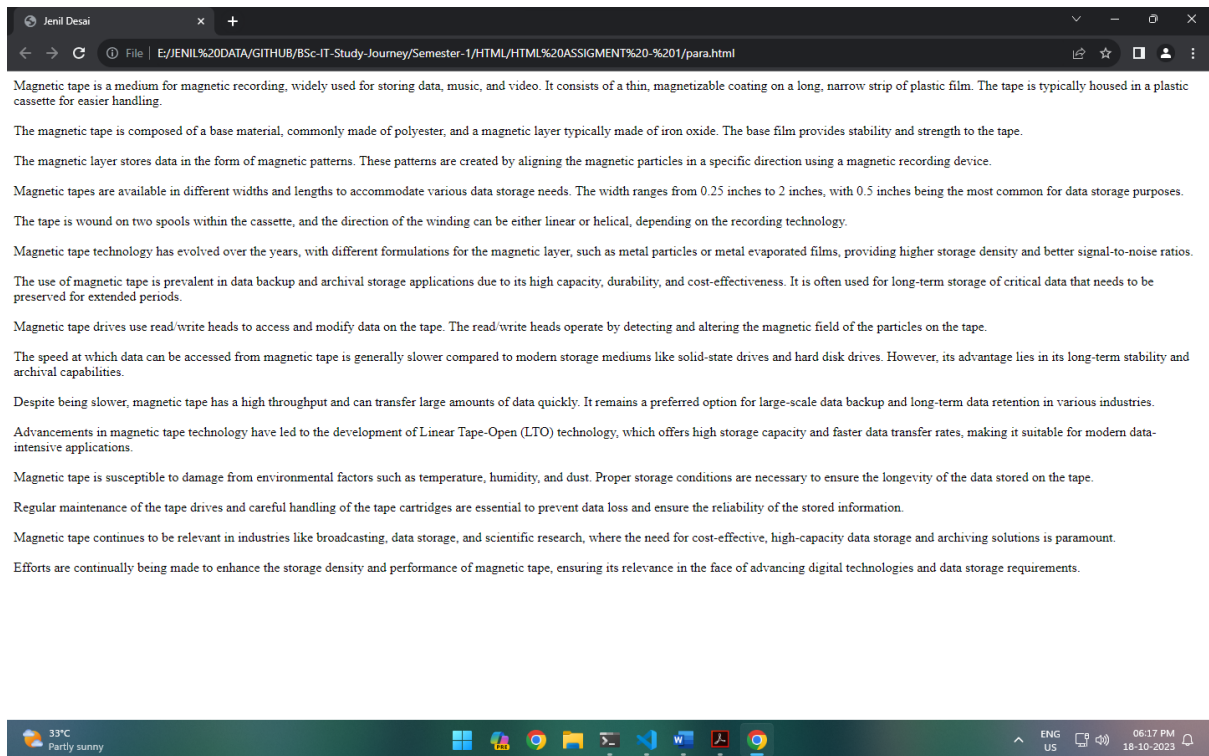 Jenil Desai
File
E:/JENIL%20DATA/GITHUB/BSc-IT-Study-Journey/Semester-1/HTML/HTML%20ASSIGMENT%20-%201/para.html
Magnetic tape is a medium for magnetic recording, widely used for storing data, music, and video. It consists of a thin, magnetizable coating on a long, narrow strip of plastic film. The tape is typically housed in a plastic
cassette for easier handling.
The magnetic tape is composed of a base material, commonly made of polyester, and a magnetic layer typically made of iron oxide. The base film provides stability and strength to the tape.
The magnetic layer stores data in the form of magnetic patterns. These patterns are created by aligning the magnetic particles in a specific direction using a magnetic recording device.
Magnetic tapes are available in different widths and lengths to accommodate various data storage needs. The width ranges from 0.25 inches to 2 inches, with 0.5 inches being the most common for data storage purposes.
The tape is wound on two spools within the cassette, and the direction of the winding can be either linear or helical, depending on the recording technology.
Magnetic tape technology has evolved over the years, with different formulations for the magnetic layer, such as metal particles or metal evaporated films, providing higher storage density and better signal-to-noise ratios.
The use of magnetic tape is prevalent in data backup and archival storage applications due to its high capacity, durability, and cost-effectiveness. It is often used for long-term storage of critical data that needs to be
preserved for extended periods.
Magnetic tape drives use read/write heads to access and modify data on the tape. The read/write heads operate by detecting and altering the magnetic field of the particles on the tape.
The speed at which data can be accessed from magnetic tape is generally slower compared to modern storage mediums like solid-state drives and hard disk drives. However, its advantage lies in its long-term stability and
archival capabilities.
Despite being slower, magnetic tape has a high throughput and can transfer large amounts of data quickly. It remains a preferred option for large-scale data backup and long-term data retention in various industries.
Advancements in magnetic tape technology have led to the development of Linear Tape-Open (LTO) technology, which offers high storage capacity and faster data transfer rates, making it suitable for modern data-
intensive applications.
Magnetic tape is susceptible to damage from environmental factors such as temperature, humidity, and dust. Proper storage conditions are necessary to ensure the longevity of the data stored on the tape.
Regular maintenance of the tape drives and careful handling of the tape cartridges are essential to prevent data loss and ensure the reliability of the stored information.
Magnetic tape continues to be relevant in industries like broadcasting, data storage, and scientific research, where the need for cost-effective, high-capacity data storage and archiving solutions is paramount.
Efforts are continually being made to enhance the storage density and performance of magnetic tape, ensuring its relevance in the face of advancing digital technologies and data storage requirements.
33°C
Partly sunny
PRE
ENG
US
06:17 PM
18-10-2023